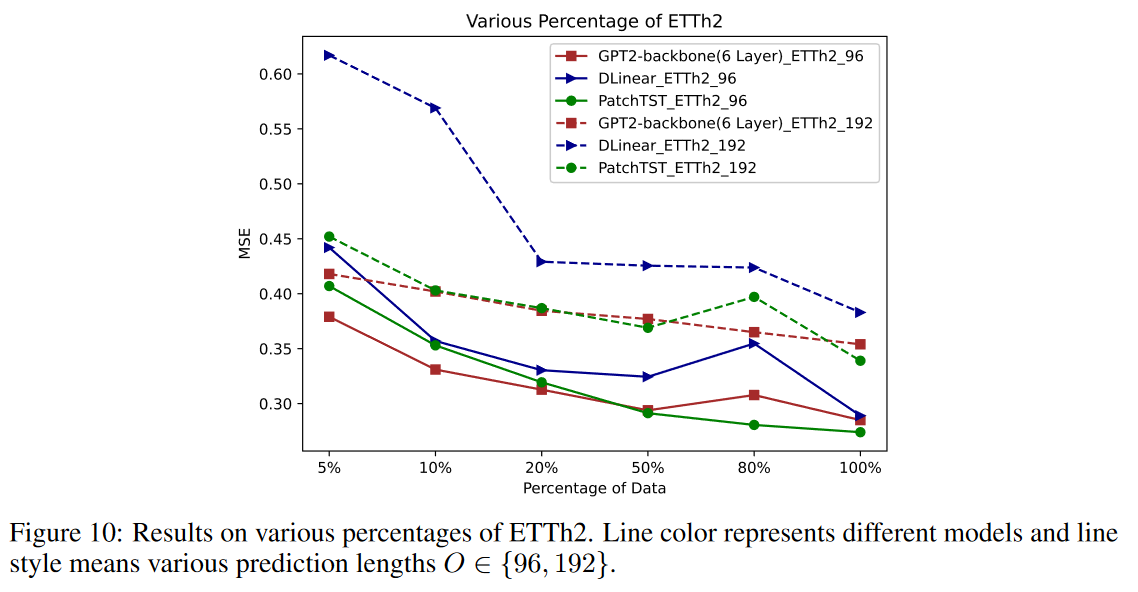 Various Percentage of ETTh2
GPT2-backbone(6 Layer)_ETTh2_96
DLinear_ETTh2_96
PatchTST_ETTh2_96
GPT2-backbone(6 Layer)_ETTh2_192
DLinear_ETTh2_192
PatchTST_ETTh2_192
MSE
0.60
0.55
0.50
0.45
0.40
0.35
0.30
5% 10% 20% 50% 80% 100%
Percentage of Data
Figure 10: Results on various percentages of ETTh2. Line color represents different models and line
style means various prediction lengths O ∈ {96, 192}.